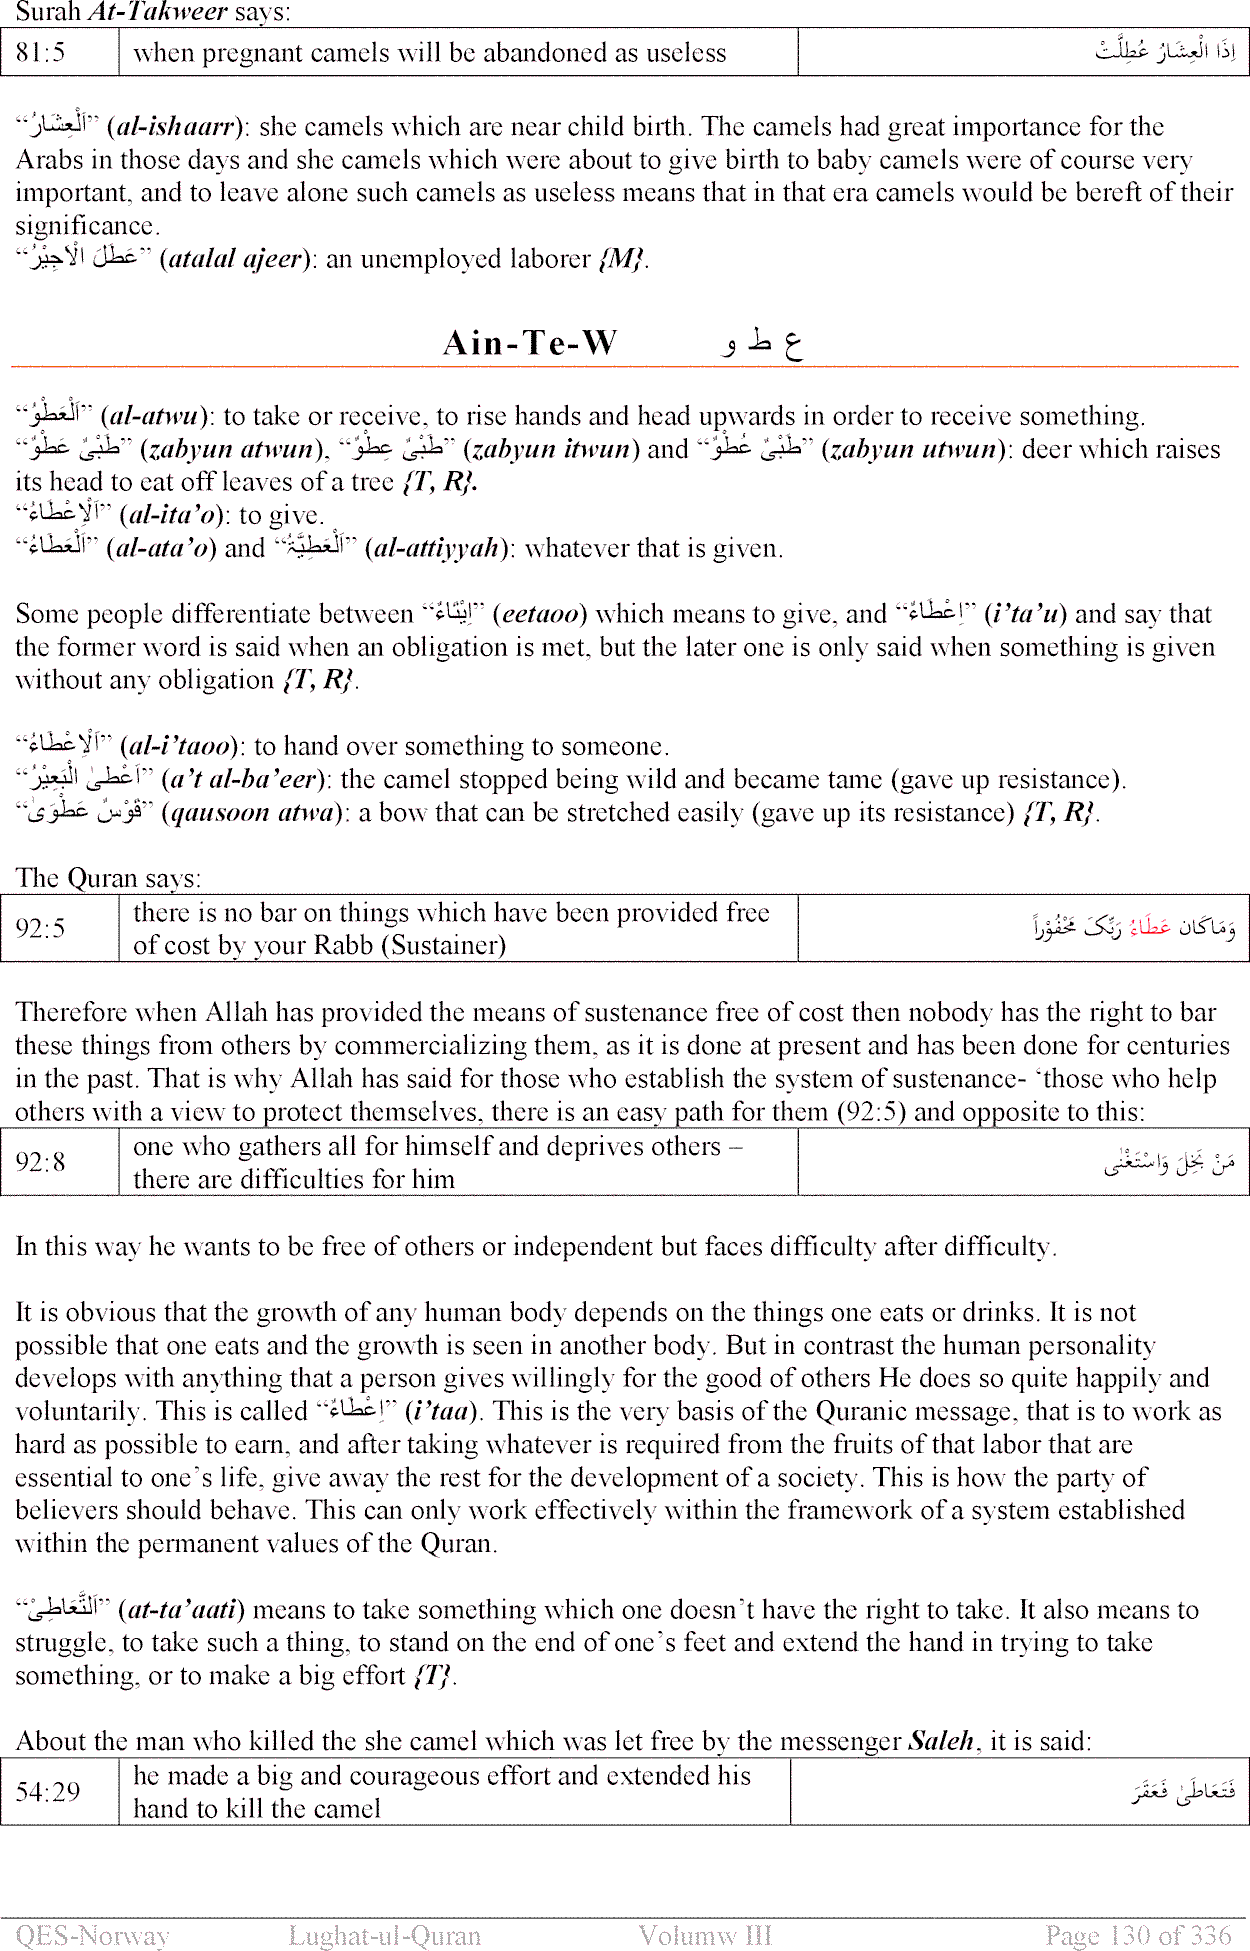 Surah At-Takweer says:
81:5 when pregnant camels will be abandoned as useless إِذَا الْعِشَارُ عُطِّلَتْ
“اَلْعِشَارُ” (al-ishaarr): she camels which are near child birth. The camels had great importance for the
Arabs in those days and she camels which were about to give birth to baby camels were of course very
important, and to leave alone such camels as useless means that in that era camels would be bereft of their
significance.
“عَطَلَ الْاَجِيْرُ” (atalal ajeer): an unemployed laborer {M}.
Ain-Te-W ع ط و
“اَلْعَطْوُ” (al-atwu): to take or receive, to rise hands and head upwards in order to receive something.
“ظَبْیٌ عَطْوٌ” (zabyun atwun), “ظَبْیٌ عِطْوٌ” (zabyun itwun) and “ظَبْیٌ عُطْوٌ” (zabyun utwun): deer which raises
its head to eat off leaves of a tree {T, R}.
“اَلْاِعْطَاءُ” (al-ita’o): to give.
“اَلْعَطَاءُ” (al-ata’o) and “اَلْعَطِيَّۃُ” (al-attiyyah): whatever that is given.
Some people differentiate between “اِيْتَاءٌ” (eetaoo) which means to give, and “اِعْطَاءٌ” (i’ta’u) and say that
the former word is said when an obligation is met, but the later one is only said when something is given
without any obligation {T, R}.
“اَلْاِعْطَاءُ” (al-i’taoo): to hand over something to someone.
“اَعْطیٰ الْبَعِيْرُ” (a’t al-ba’eer): the camel stopped being wild and became tame (gave up resistance).
“قَوْسٌ عَطْوَیٰ” (qausoon atwa): a bow that can be stretched easily (gave up its resistance) {T, R}.
The Quran says:
92:5 there is no bar on things which have been provided free وَمَاكَان عَطَاءُ رَبِّکَ مَحْفُوْراً
of cost by your Rabb (Sustainer)
Therefore when Allah has provided the means of sustenance free of cost then nobody has the right to bar
these things from others by commercializing them, as it is done at present and has been done for centuries
in the past. That is why Allah has said for those who establish the system of sustenance- ‘those who help
others with a view to protect themselves, there is an easy path for them (92:5) and opposite to this:
92:8 one who gathers all for himself and deprives others – مَنْ بَخِلَ وَاسْتَغْنٰی
there are difficulties for him
In this way he wants to be free of others or independent but faces difficulty after difficulty.
It is obvious that the growth of any human body depends on the things one eats or drinks. It is not
possible that one eats and the growth is seen in another body. But in contrast the human personality
develops with anything that a person gives willingly for the good of others He does so quite happily and
voluntarily. This is called “اِعْطَاءٌ” (i’taa). This is the very basis of the Quranic message, that is to work as
hard as possible to earn, and after taking whatever is required from the fruits of that labor that are
essential to one’s life, give away the rest for the development of a society. This is how the party of
believers should behave. This can only work effectively within the framework of a system established
within the permanent values of the Quran.
“اَلتَّعَاطِیْ” (at-ta’aati) means to take something which one doesn’t have the right to take. It also means to
struggle, to take such a thing, to stand on the end of one’s feet and extend the hand in trying to take
something, or to make a big effort {T}.
About the man who killed the she camel which was let free by the messenger Saleh, it is said:
54:29 he made a big and courageous effort and extended his فَتَعَاطَیٰ فَعَقَرَ
hand to kill the camel
QES-Norway Lughat-ul-Quran Volumw III Page 130 of 336